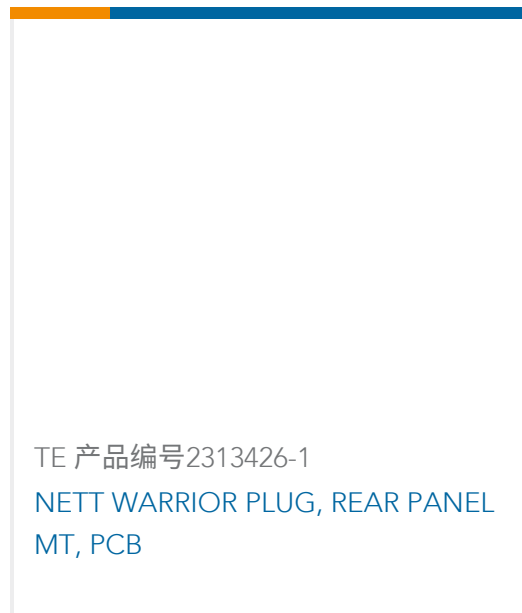 TE 产品编号2313426-1
NETT WARRIOR PLUG, REAR PANEL
MT, PCB